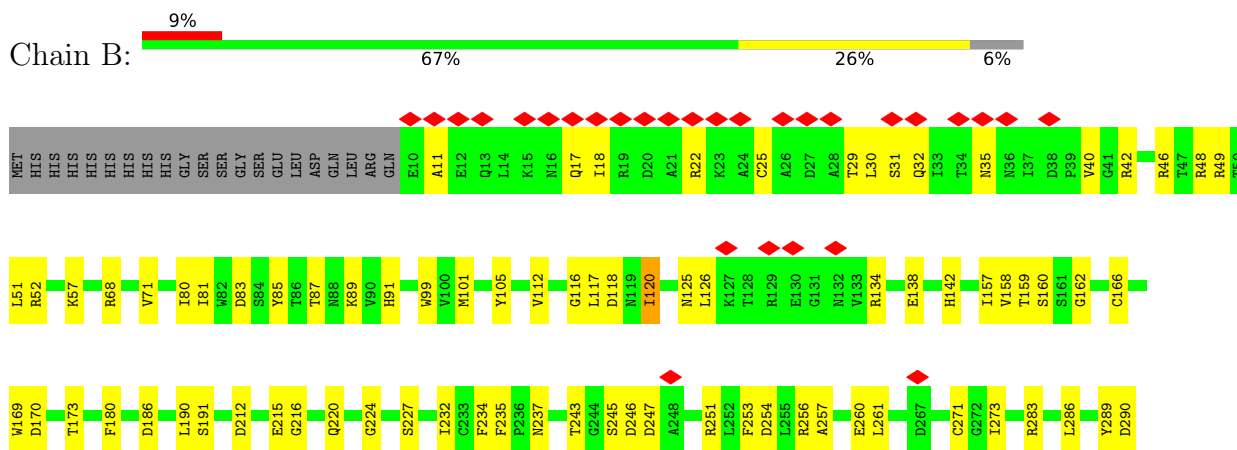 9%
Chain B:
67% 26% 6%
MET HIS HIS HIS HIS HIS HIS HIS HIS GLY SER SER GLY SER GLU LEU ASP GLN LEU ARG GLN E10 A11 E12 Q13 L14 K15 N16 Q17 I18 R19 D20 A21 R22 K23 A24 C25 A26 D27 A28 T29 L30 S31 Q32 I33 T34 N35 N36 I37 D38 P39 V40 G41 R42 R46 T47 R48 R49
L51 R52 K57 R68 V71 I80 I81 W82 D83 S84 Y85 T86 T87 N88 K89 V90 H91 W99 V100 M101 Y105 V112 G116 L117 D118 N119 I120 N125 L126 K127 T128 R129 E130 G131 N132 V133 R134 E138 H142 I157 V158 T159 S160 S161 G162 C166
W169 D170 T173 F180 D186 L190 S191 D212 E215 G216 Q220 G224 S227 I232 C233 F234 F235 P236 N237 T243 G244 S245 D246 D247 A248 R251 L252 F253 D254 L255 R256 A257 E260 L261 D267 C271 G272 I273 R283 L286 Y289 D290